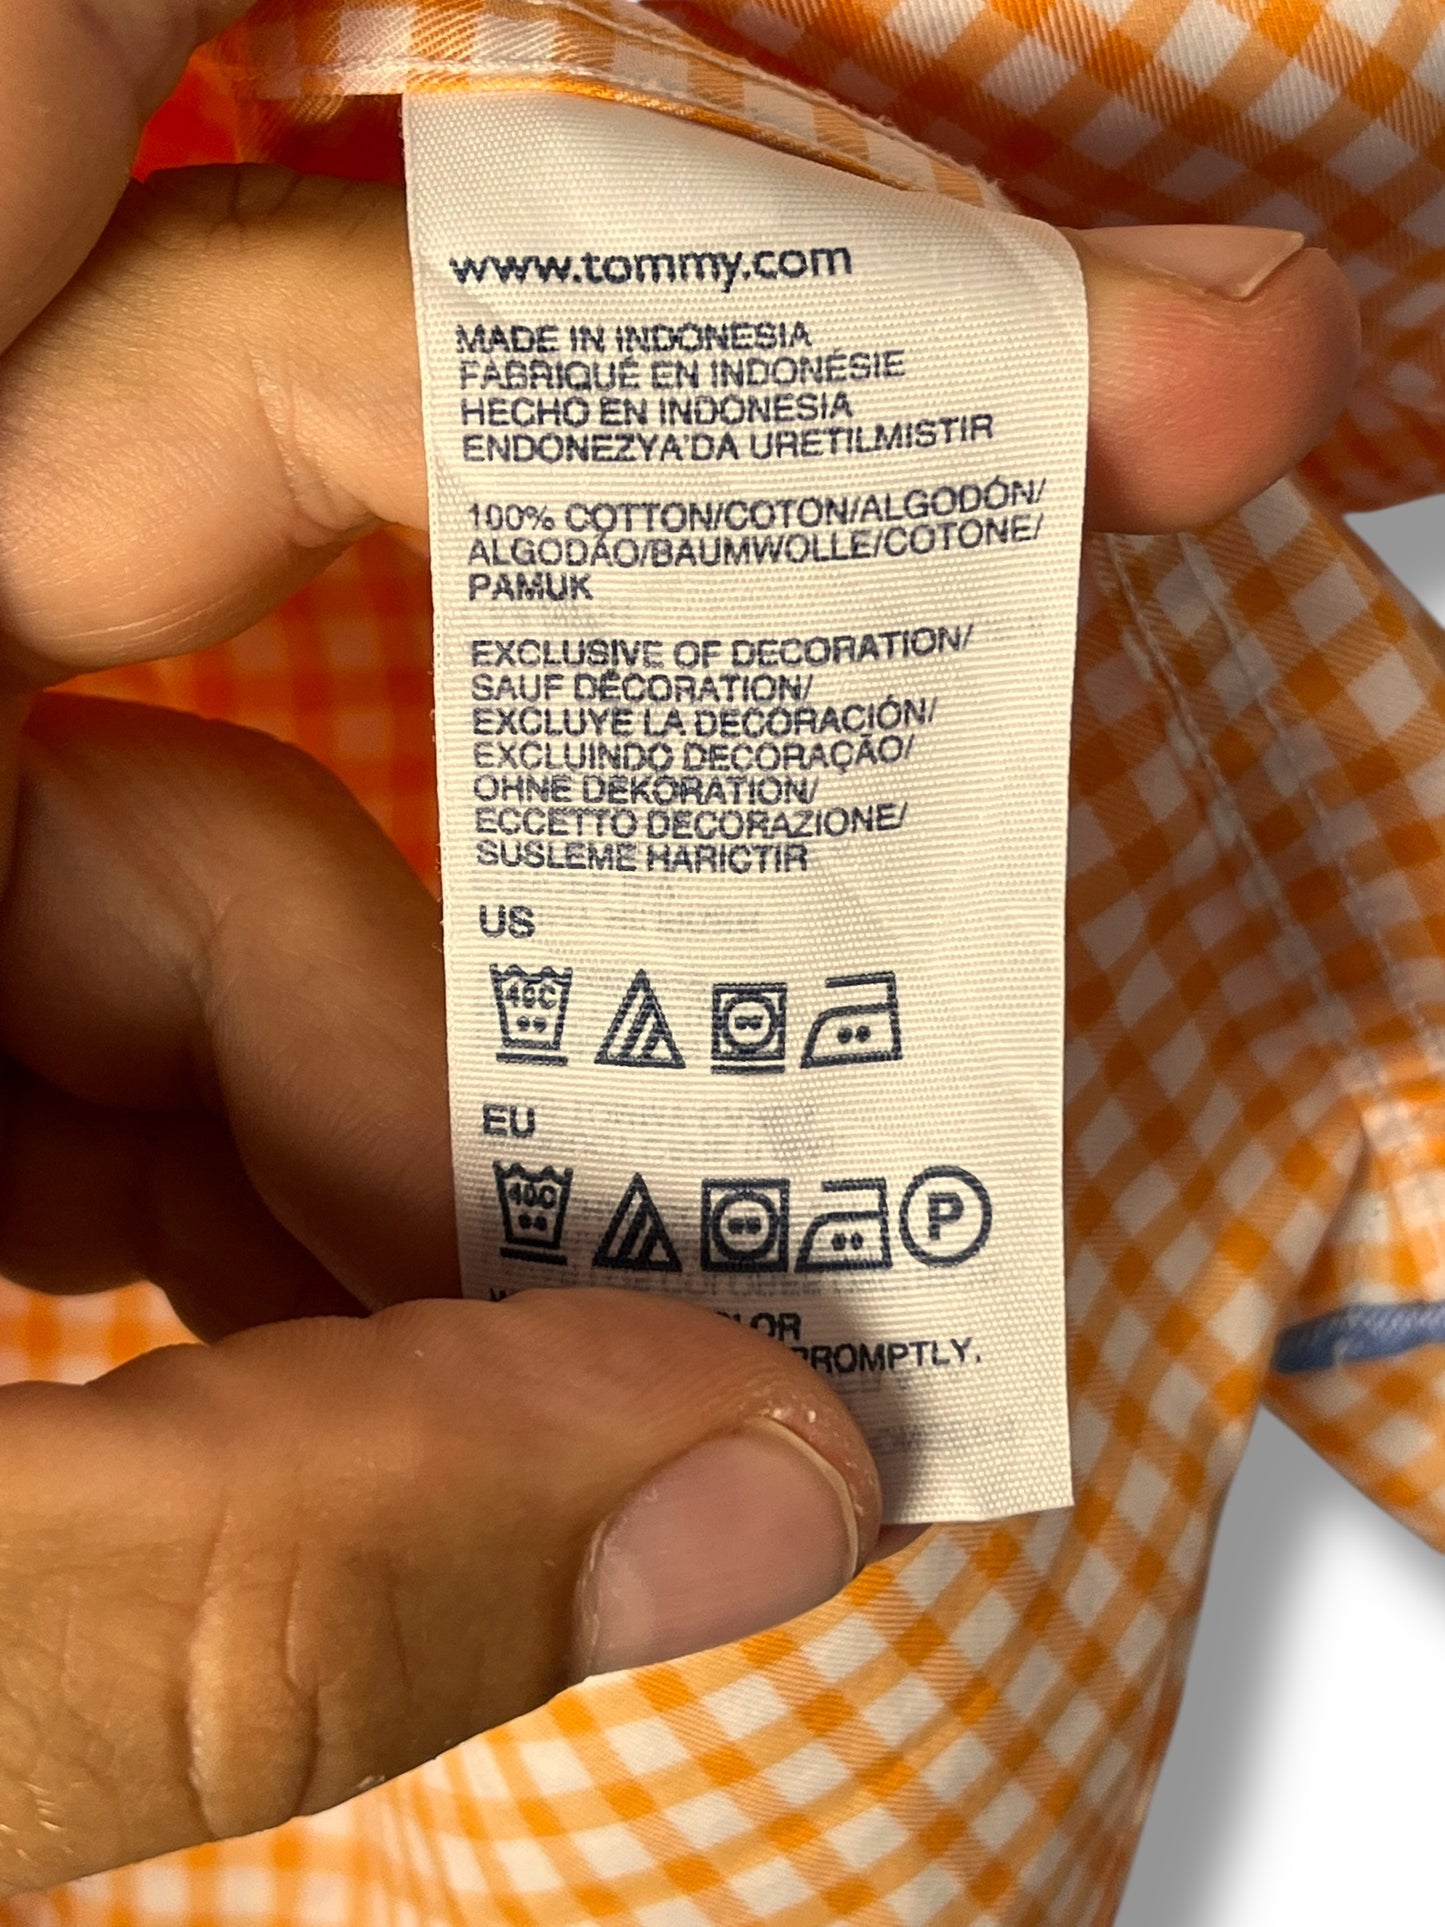 www.tommy.com
MADE IN INDONESIA
FABRIQUÉ EN INDONÉSIE
HECHO EN INDONESIA
ENDONEZYA'DA URETILMISTIR
100% COTTON/COTON/ALGODÓN/
ALGODÃO/BAUMWOLLE/COTONE/
PAMUK
EXCLUSIVE OF DECORATION/
SAUF DÉCORATION/
EXCLUYE LA DECORACIÓN/
EXCLUINDO DECORAÇÃO/
OHNE DEKORATION/
ECCETTO DECORAZIONE/
SUSLEME HARICTIR
US
40C
EU
40C P
PROMPTLY.